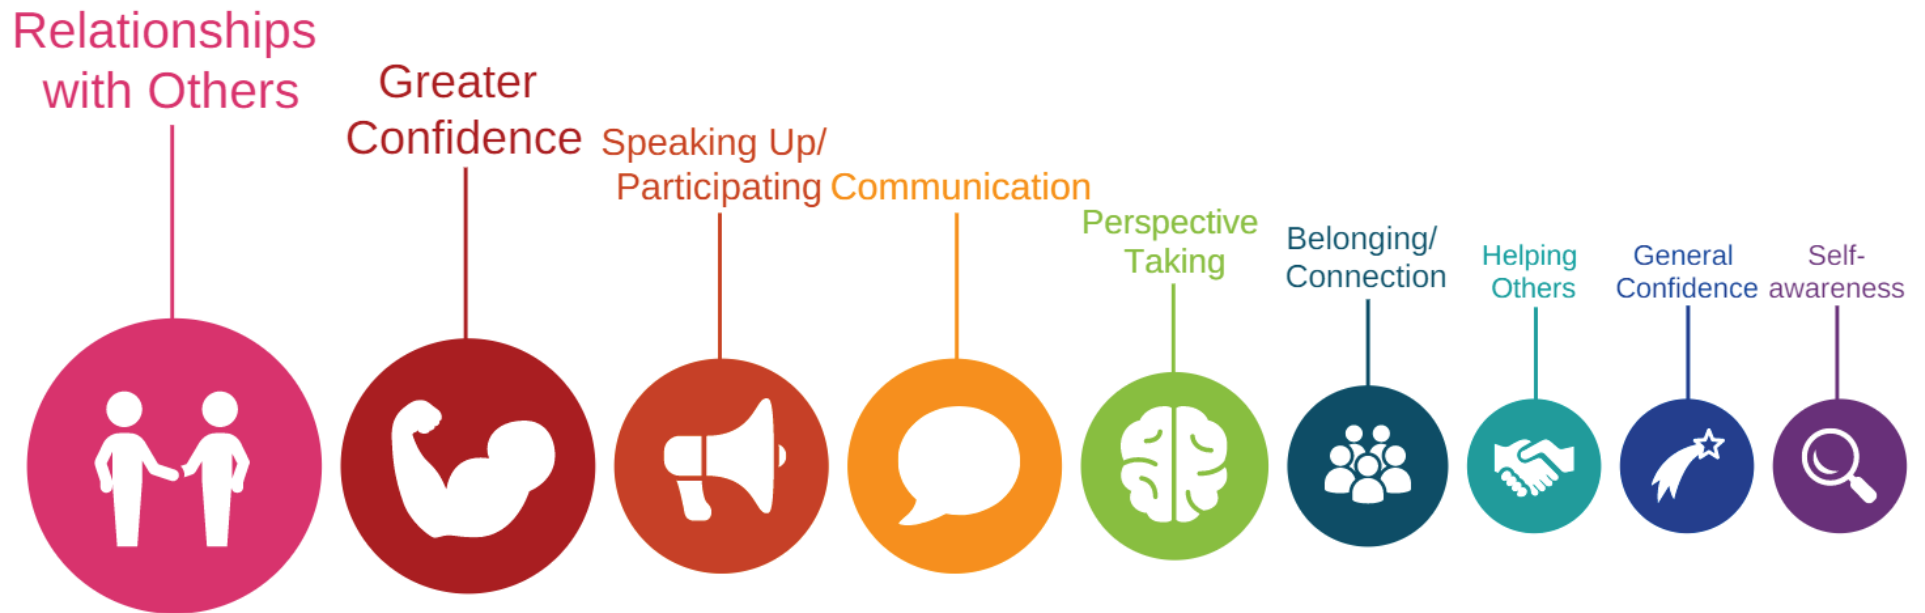 Relationships
with Others
Greater
Confidence
Speaking Up/
Participating
Communication
Perspective
Taking
Belonging/
Connection
Helping
Others
General
Confidence
Self-
awareness